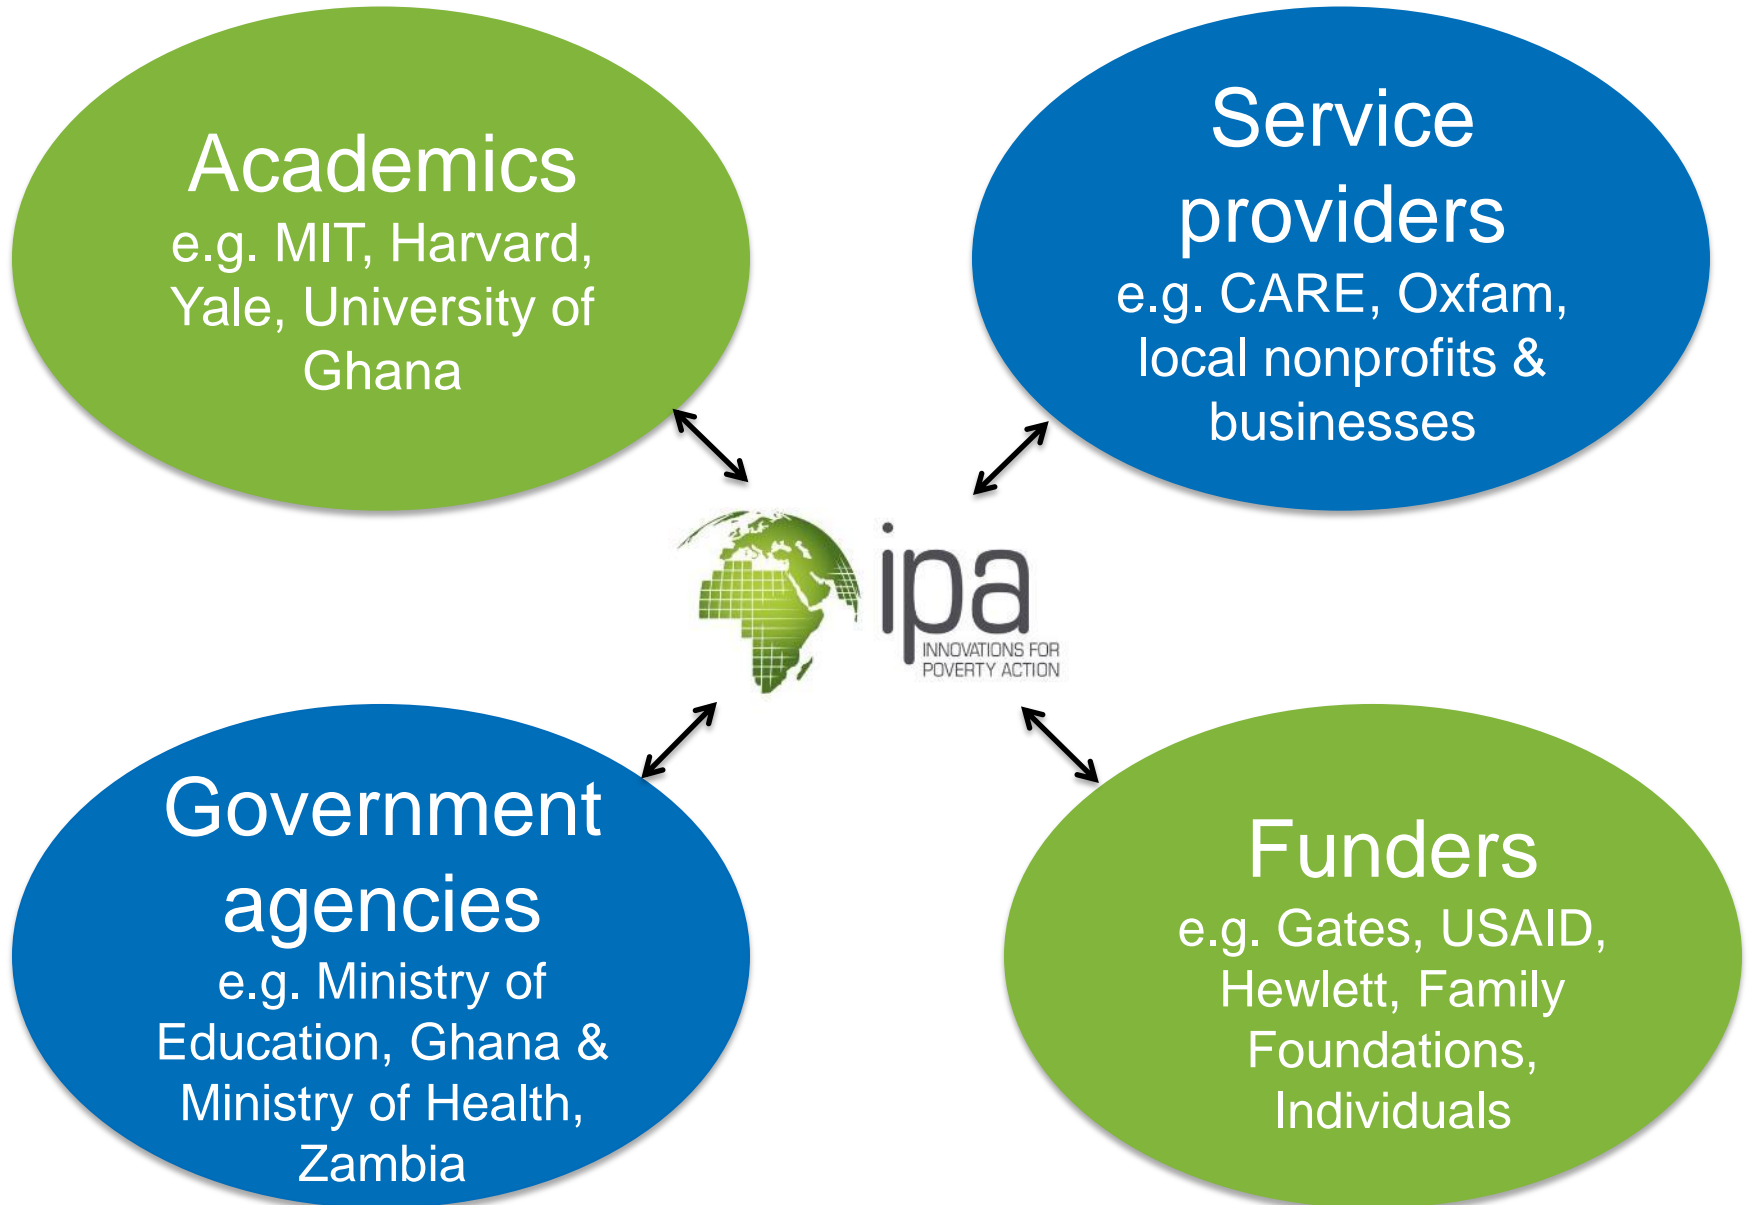 Academics
e.g. MIT, Harvard,
Yale, University of
Ghana
Service
providers
e.g. CARE, Oxfam,
local nonprofits &
businesses
ipa
INNOVATIONS FOR
POVERTY ACTION
Government
agencies
e.g. Ministry of
Education, Ghana &
Ministry of Health,
Zambia
Funders
e.g. Gates, USAID,
Hewlett, Family
Foundations,
Individuals